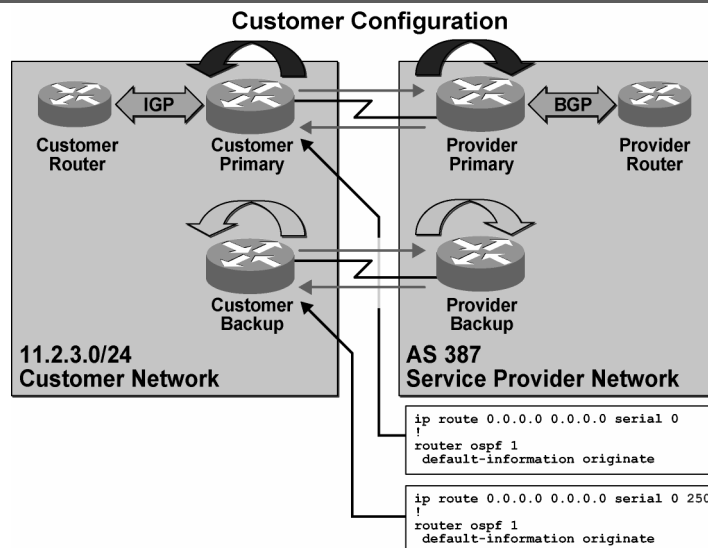 Customer Configuration
IGP
BGP
Customer
Router
Customer
Primary
Provider
Primary
Provider
Router
Customer
Backup
Provider
Backup
11.2.3.0/24
Customer Network
AS 387
Service Provider Network
ip route 0.0.0.0 0.0.0.0 serial 0
!
router ospf 1
default-information originate
ip route 0.0.0.0 0.0.0.0 serial 0 250
!
router ospf 1
default-information originate